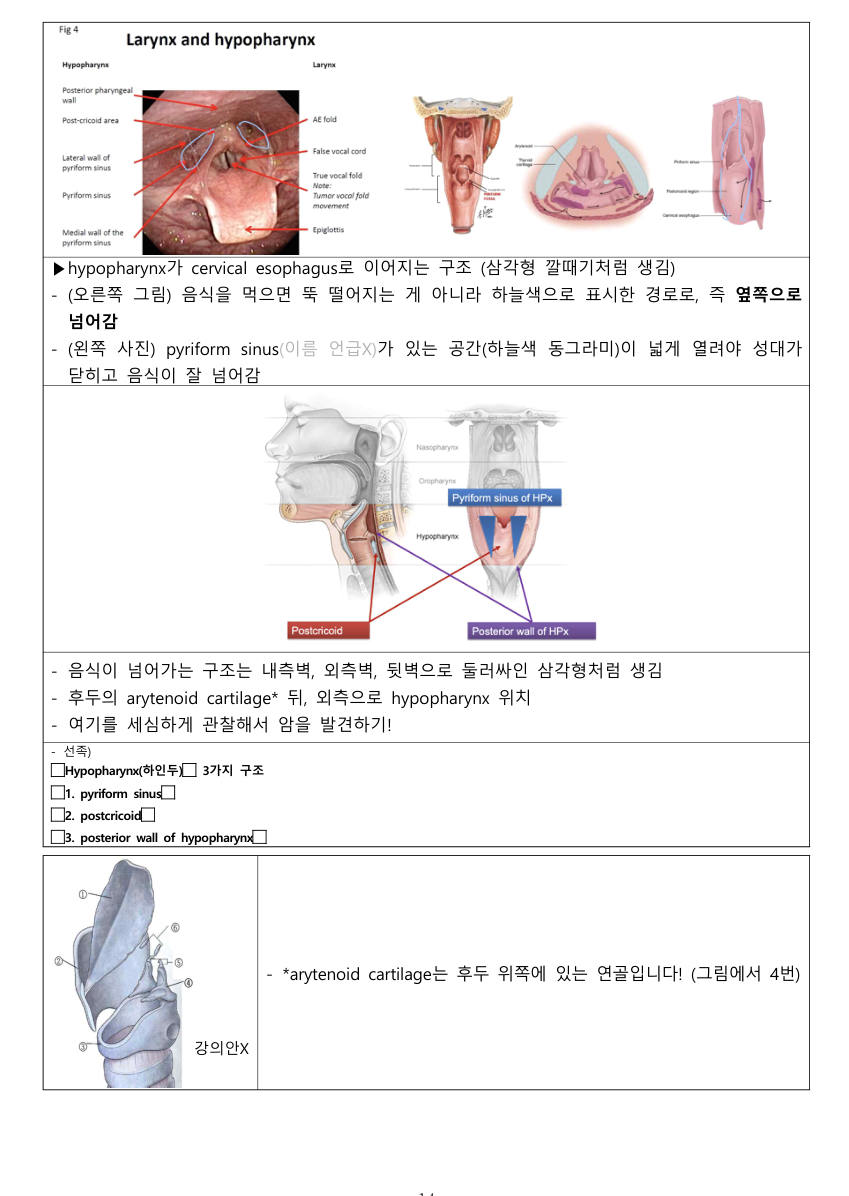 Fig 4
Larynx and hypopharynx
Hypopharynx
Larynx
Posterior pharyngeal
wall
Post-cricoid area
Lateral wall of
pyriform sinus
Pyriform sinus
Medial wall of the
pyriform sinus
AE fold
False vocal cord
True vocal fold
Note:
Tumor vocal fold
movement
Epiglottis
Arytenoid
Thyroid
cartilage
Piriform sinus
Postcricoid region
Cervical esophagus
▶hypopharynx가 cervical esophagus로 이어지는 구조 (삼각형 깔때기처럼 생김)
- (오른쪽 그림) 음식을 먹으면 뚝 떨어지는 게 아니라 하늘색으로 표시한 경로로, 즉 옆쪽으로
넘어감
- (왼쪽 사진) pyriform sinus(이름 언급X)가 있는 공간(하늘색 동그라미)이 넓게 열려야 성대가
닫히고 음식이 잘 넘어감
Nasopharynx
Oropharynx
Pyriform sinus of HPx
Hypopharynx
Postcricoid
Posterior wall of HPx
- 음식이 넘어가는 구조는 내측벽, 외측벽, 뒷벽으로 둘러싸인 삼각형처럼 생김
- 후두의 arytenoid cartilage* 뒤, 외측으로 hypopharynx 위치
- 여기를 세심하게 관찰해서 암을 발견하기!
- 선족)
□Hypopharynx(하인두)□ 3가지 구조
□1. pyriform sinus□
□2. postcricoid□
□3. posterior wall of hypopharynx□
①
⑥
②
⑤
④
③
강의안X
- *arytenoid cartilage는 후두 위쪽에 있는 연골입니다! (그림에서 4번)